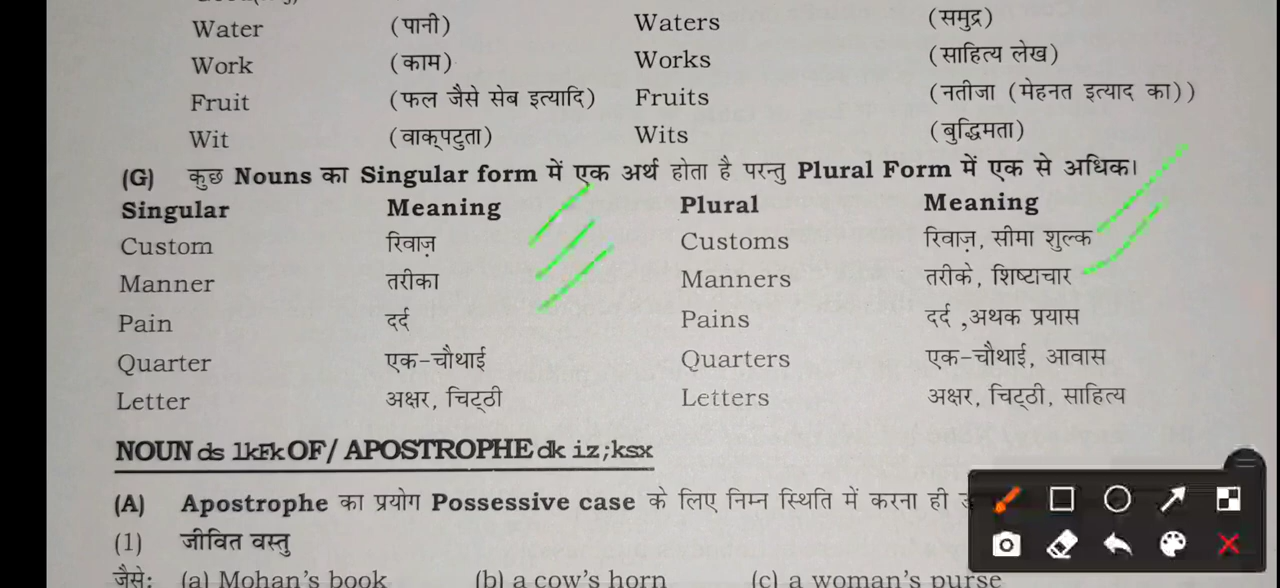 Water (पानी) Waters (समुद्र)
Work (काम) Works (साहित्य लेख)
Fruit (फल जैसे सेब इत्यादि) Fruits (नतीजा (मेहनत इत्याद का))
Wit (वाक्पटुता) Wits (बुद्धिमता)
(G) कुछ Nouns का Singular form में एक अर्थ होता है परन्तु Plural Form में एक से अधिक।
Singular Meaning Plural Meaning
Custom रिवाज़ Customs रिवाज़, सीमा शुल्क
Manner तरीका Manners तरीके, शिष्टाचार
Pain दर्द Pains दर्द ,अथक प्रयास
Quarter एक-चौथाई Quarters एक-चौथाई, आवास
Letter अक्षर, चिट्ठी Letters अक्षर, चिट्ठी, साहित्य
NOUN ds lkFk OF/ APOSTROPHE dk iz;ksx
(A) Apostrophe का प्रयोग Possessive case के लिए निम्न स्थिति में करना ही
(1) जीवित वस्तु
जैसे: (a) Mohan's book (b) a cow's horn (c) a woman's purse